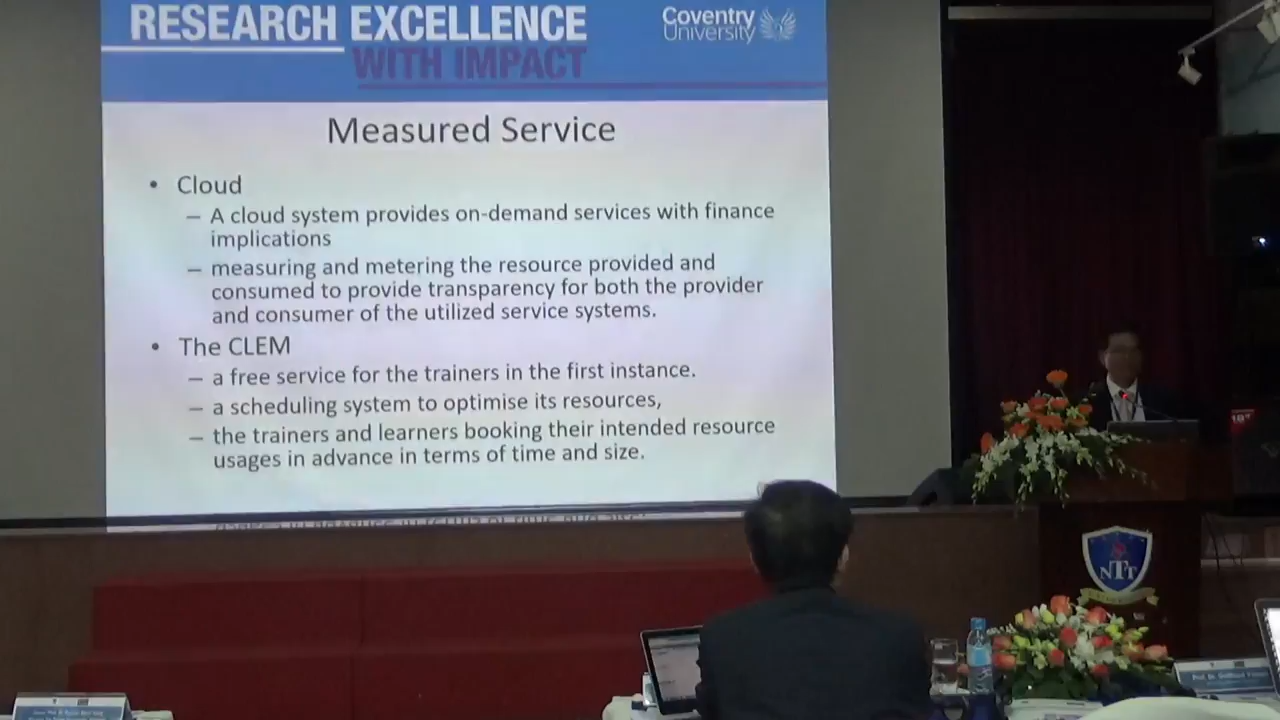 RESEARCH EXCELLENCE
WITH IMPACT
Coventry
University
Measured Service
• Cloud
– A cloud system provides on-demand services with finance
implications
– measuring and metering the resource provided and
consumed to provide transparency for both the provider
and consumer of the utilized service systems.
• The CLEM
– a free service for the trainers in the first instance.
– a scheduling system to optimise its resources,
– the trainers and learners booking their intended resource
usages in advance in terms of time and size.
NTT